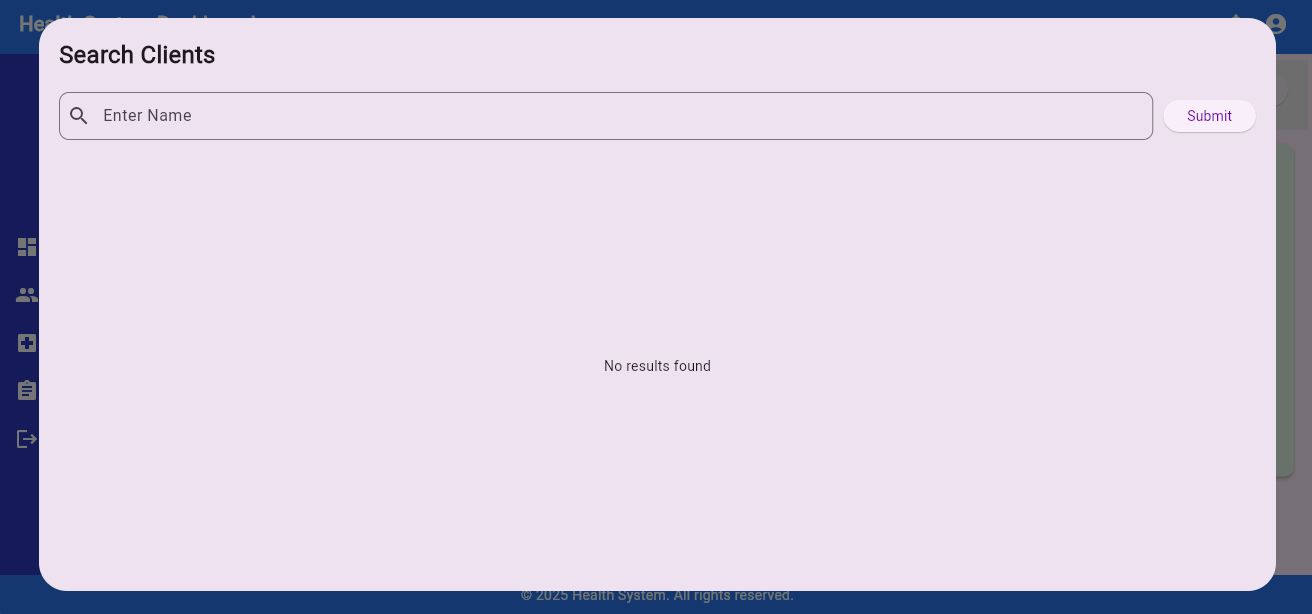 Search Clients
Enter Name
Submit
No results found
© 2025 Health System. All rights reserved.